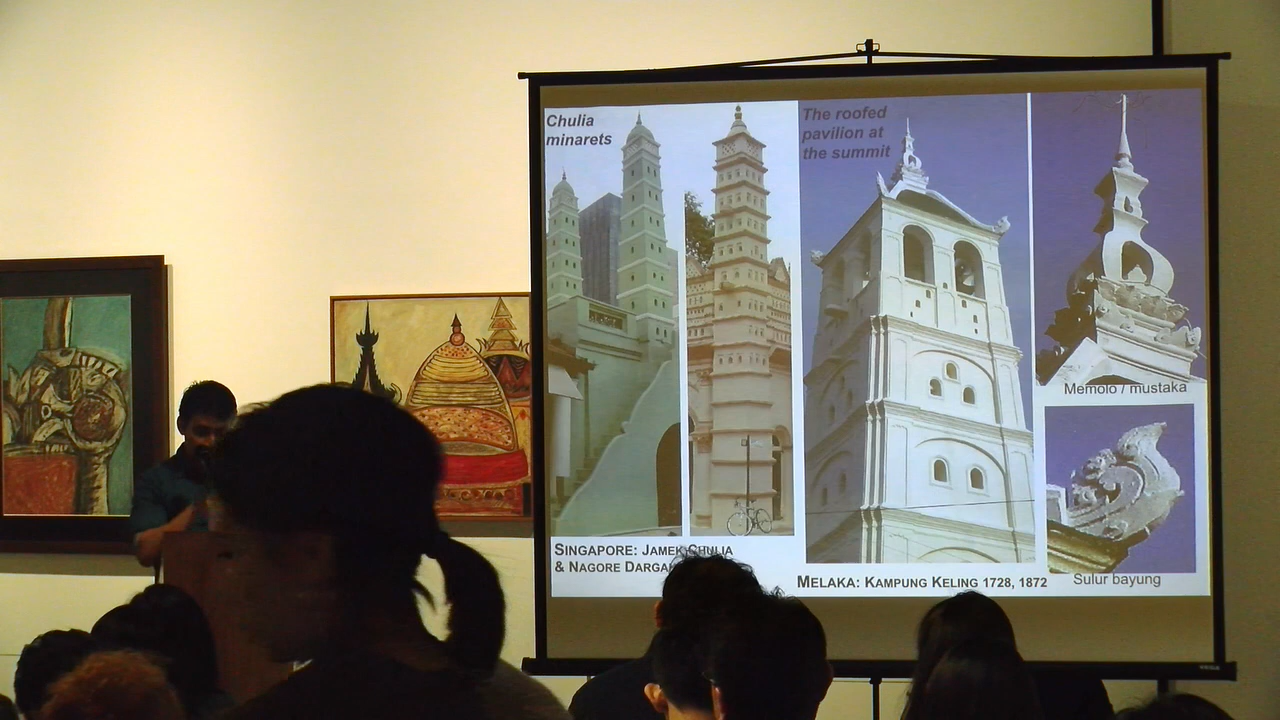 Chulia
minarets
The roofed
pavilion at
the summit
Memolo / mustaka
SINGAPORE: JAMEK CHULIA
& NAGORE
MELAKA: KAMPUNG KELING 1728, 1872
Sulur bayung